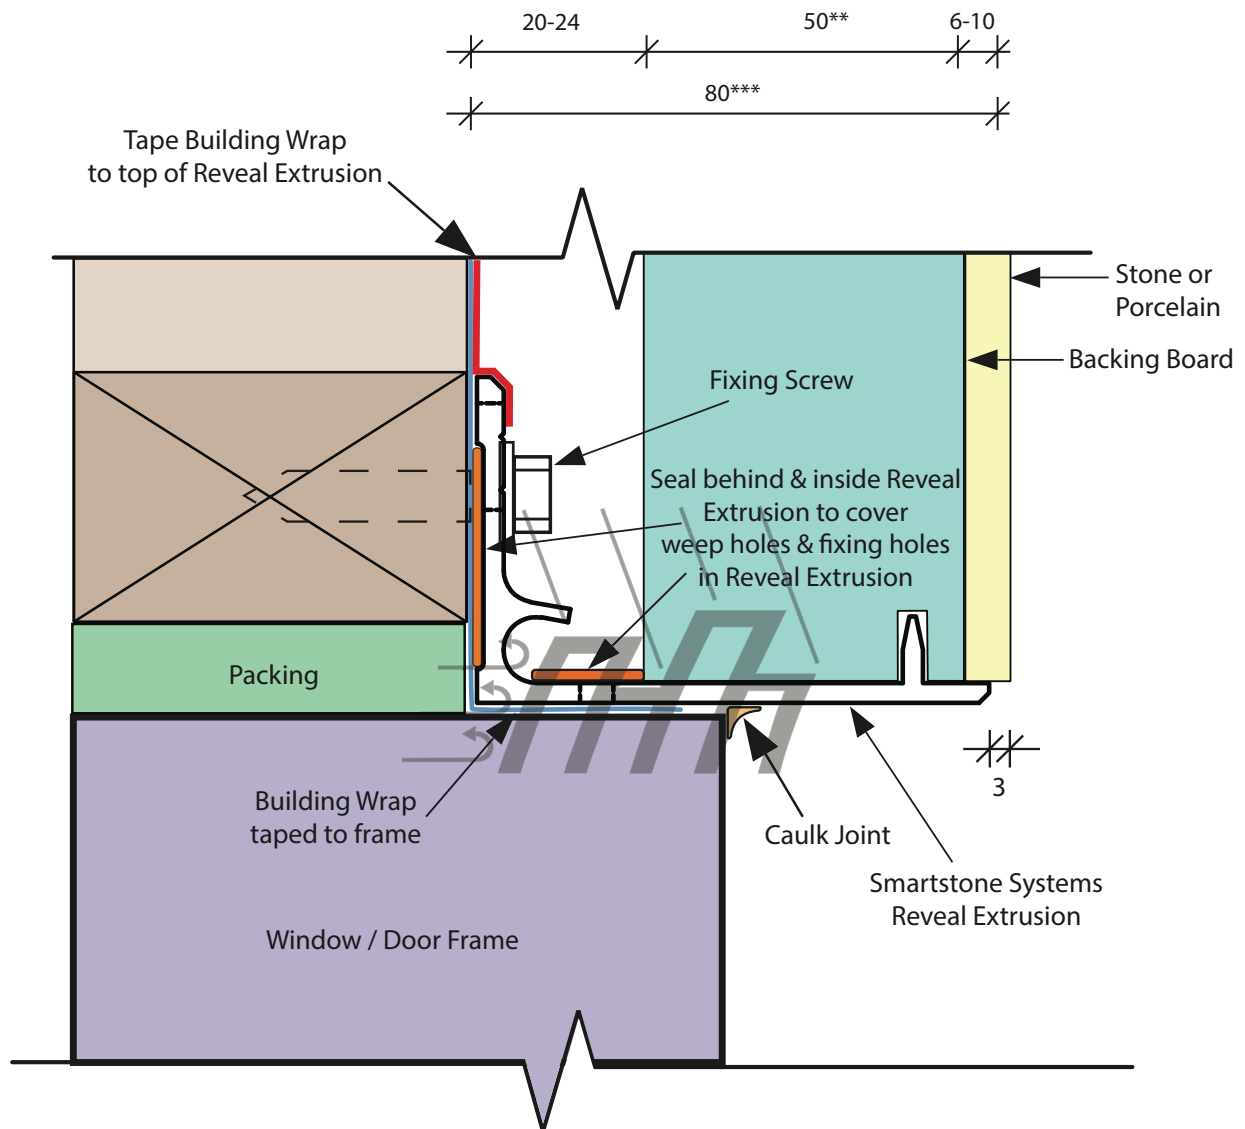 20-24
50**
6-10
80***
Tape Building Wrap
to top of Reveal Extrusion
Stone or
Porcelain
Backing Board
Fixing Screw
Seal behind & inside Reveal
Extrusion to cover
weep holes & fixing holes
in Reveal Extrusion
Packing
3
Building Wrap
taped to frame
Caulk Joint
Smartstone Systems
Reveal Extrusion
Window / Door Frame